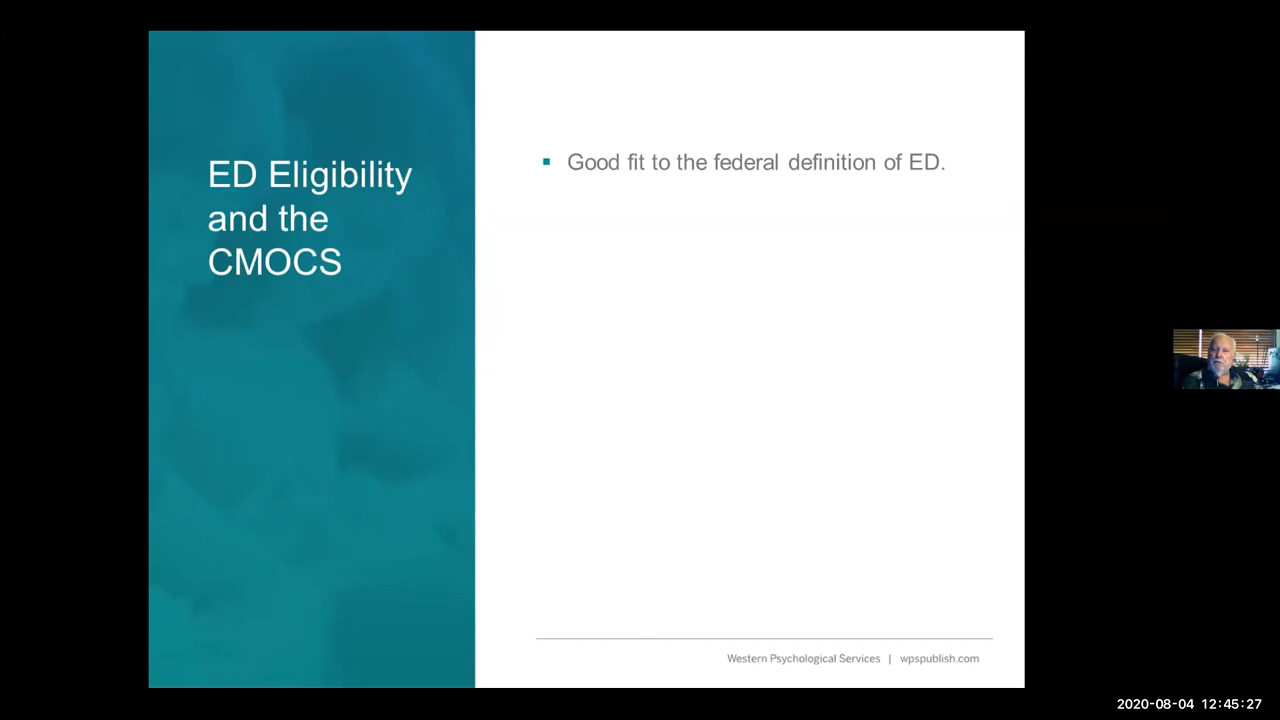 ED Eligibility
and the
CMOCS
Good fit to the federal definition of ED.
Western Psychological Services | wpspublish.com
2020-08-04 12:45:27